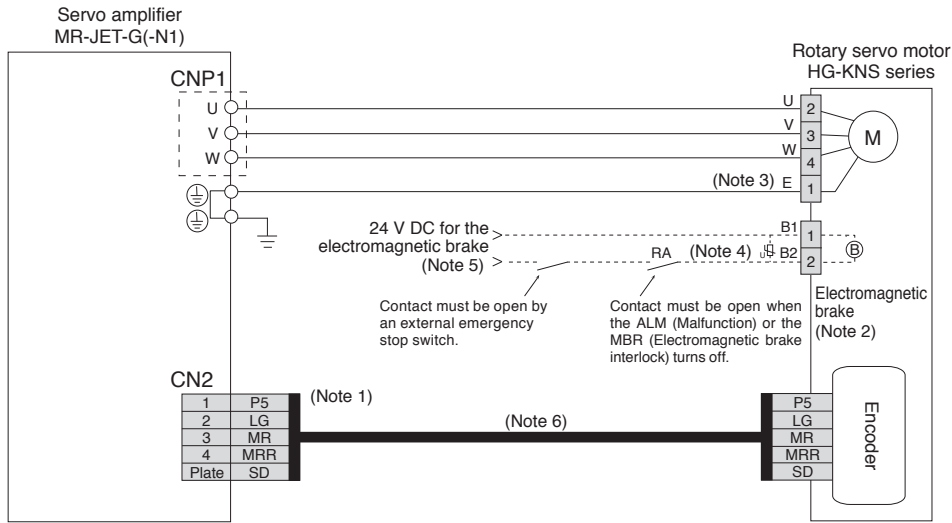 Servo amplifier
MR-JET-G(-N1)
Rotary servo motor
HG-KNS series
CNP1
U
V
W
U
2
V
3
W
4
(Note 3) E
1
M
24 V DC for the
electromagnetic brake
(Note 5)
RA
(Note 4)
U
B1
1
B2
2
B
Contact must be open by
an external emergency
stop switch.
Contact must be open when
the ALM (Malfunction) or the
MBR (Electromagnetic brake
interlock) turns off.
Electromagnetic
brake
(Note 2)
CN2
1 P5
2 LG
3 MR
4 MRR
Plate SD
(Note 1)
(Note 6)
P5
LG
MR
MRR
SD
Encoder